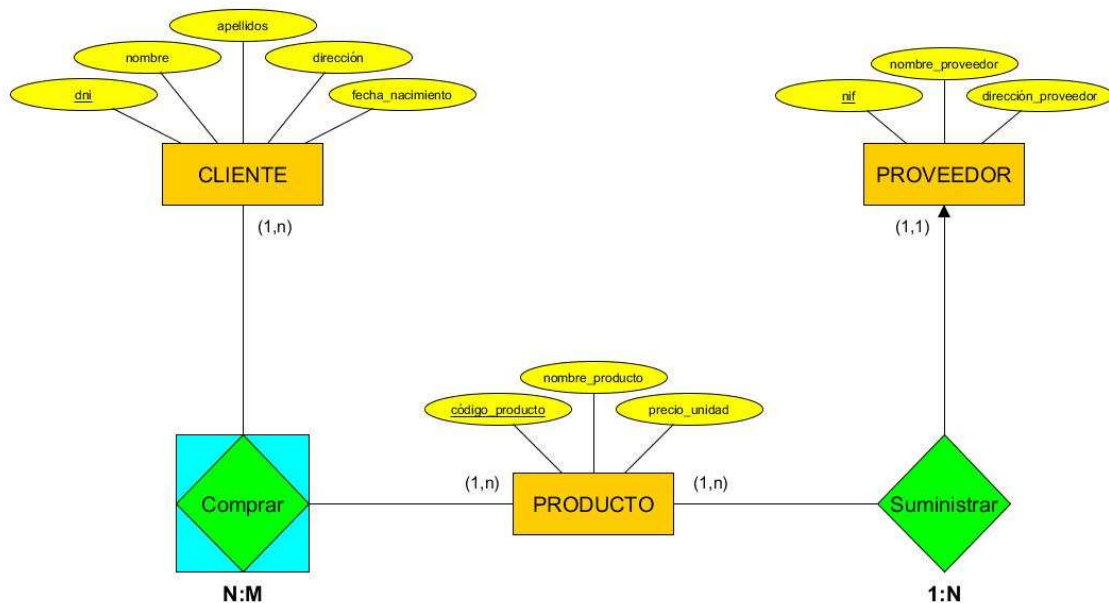 apellidos
nombre
dirección
dni
fecha_nacimiento
CLIENTE
(1,n)
nombre_proveedor
nif
dirección_proveedor
PROVEEDOR
(1,1)
nombre_producto
código_producto
precio_unidad
(1,n)
PRODUCTO
(1,n)
Comprar
N:M
Suministrar
1:N